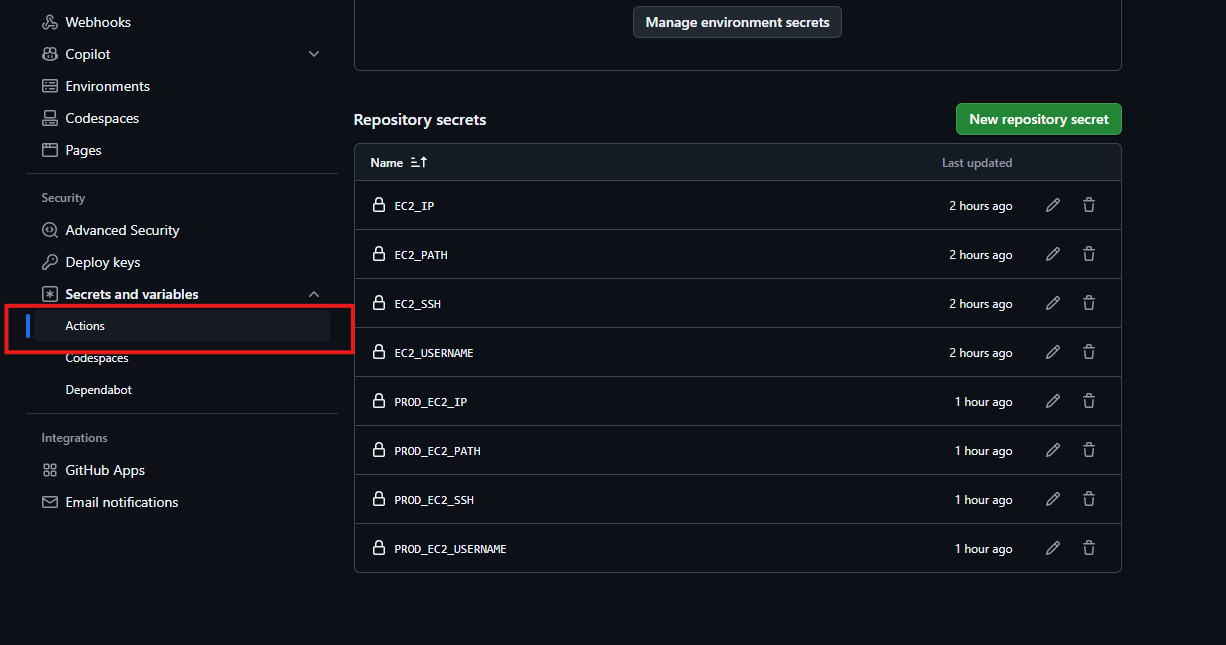 Webhooks
Copilot
Environments
Codespaces
Pages
Security
Advanced Security
Deploy keys
Secrets and variables
Actions
Codespaces
Dependabot
Integrations
GitHub Apps
Email notifications
Manage environment secrets
Repository secrets
New repository secret
Name Last updated
EC2_IP 2 hours ago
EC2_PATH 2 hours ago
EC2_SSH 2 hours ago
EC2_USERNAME 2 hours ago
PROD_EC2_IP 1 hour ago
PROD_EC2_PATH 1 hour ago
PROD_EC2_SSH 1 hour ago
PROD_EC2_USERNAME 1 hour ago